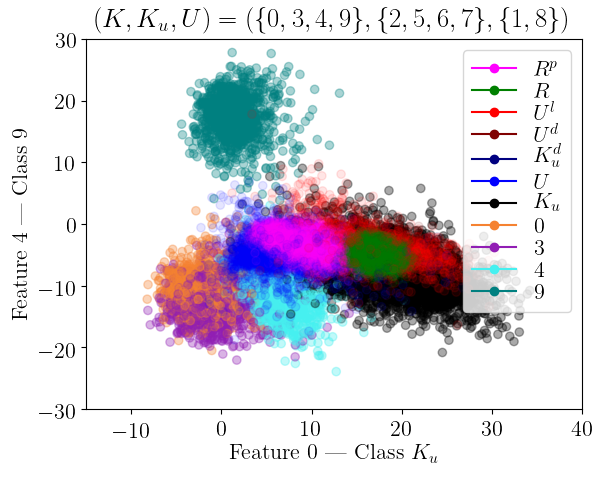 (K, K_u, U) = ({0, 3, 4, 9}, {2, 5, 6, 7}, {1, 8})
30
20
10
0
−10
−20
−30
Feature 4 — Class 9
−10
0
10
20
30
40
Feature 0 — Class K_u
R^p
R
U^l
U^d
K_u^d
U
K_u
0
3
4
9